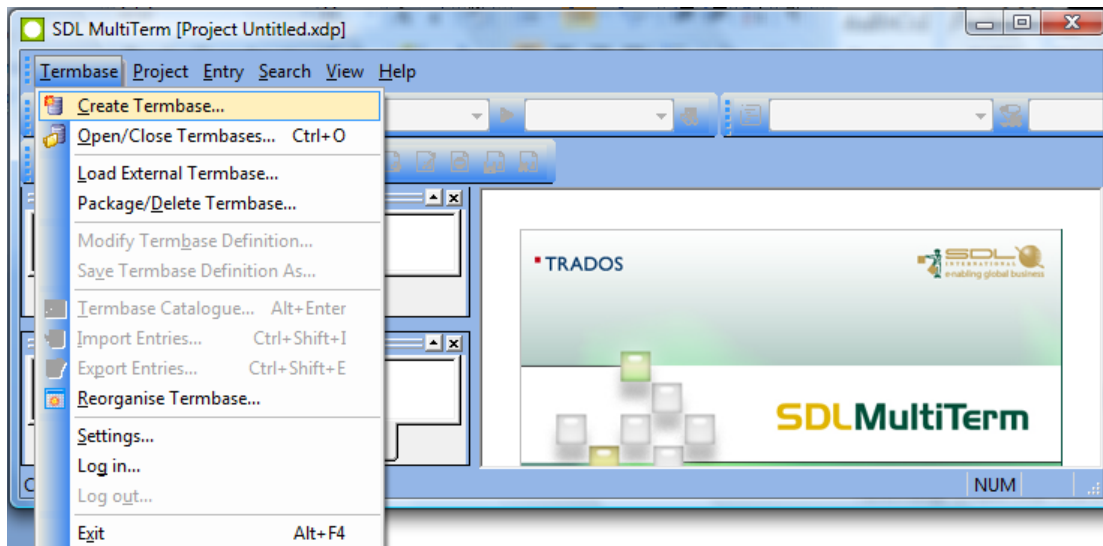 SDL MultiTerm [Project Untitled.xdp]
Termbase Project Entry Search View Help
Create Termbase...
Open/Close Termbases... Ctrl+O
Load External Termbase...
Package/Delete Termbase...
Modify Termbase Definition...
Save Termbase Definition As...
Termbase Catalogue... Alt+Enter
Import Entries... Ctrl+Shift+I
Export Entries... Ctrl+Shift+E
Reorganise Termbase...
Settings...
Log in...
Log out...
Exit Alt+F4
TRADOS
SDL
INTERNATIONAL
enabling global business
SDLMultiTerm
NUM